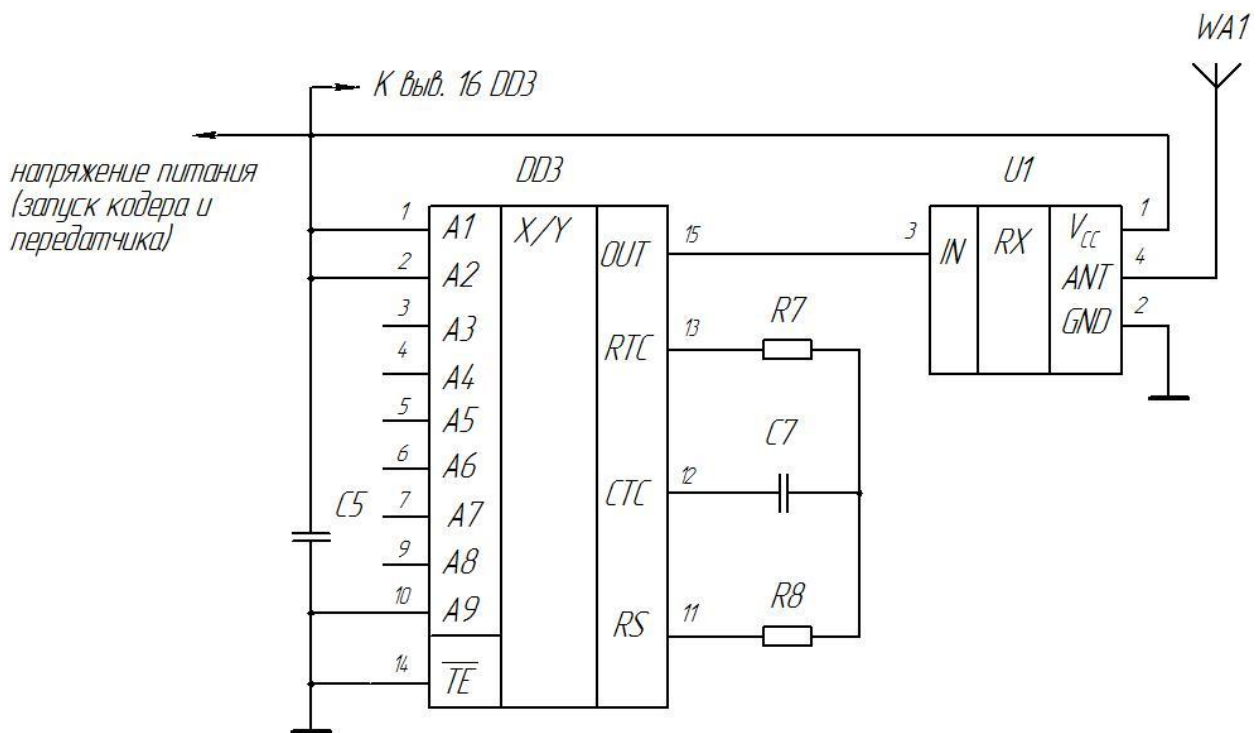 WA1
К выв. 16 DD3
напряжение питания
(запуск кодера и
передатчика)
DD3
U1
1
A1
X/Y
OUT
15
3
IN
RX
V_CC
1
2
A2
ANT
4
3
A3
GND
2
4
A4
RTC
13
R7
5
A5
6
A6
7
A7
CTC
12
C7
C5
9
A8
10
A9
RS
11
R8
14
TE